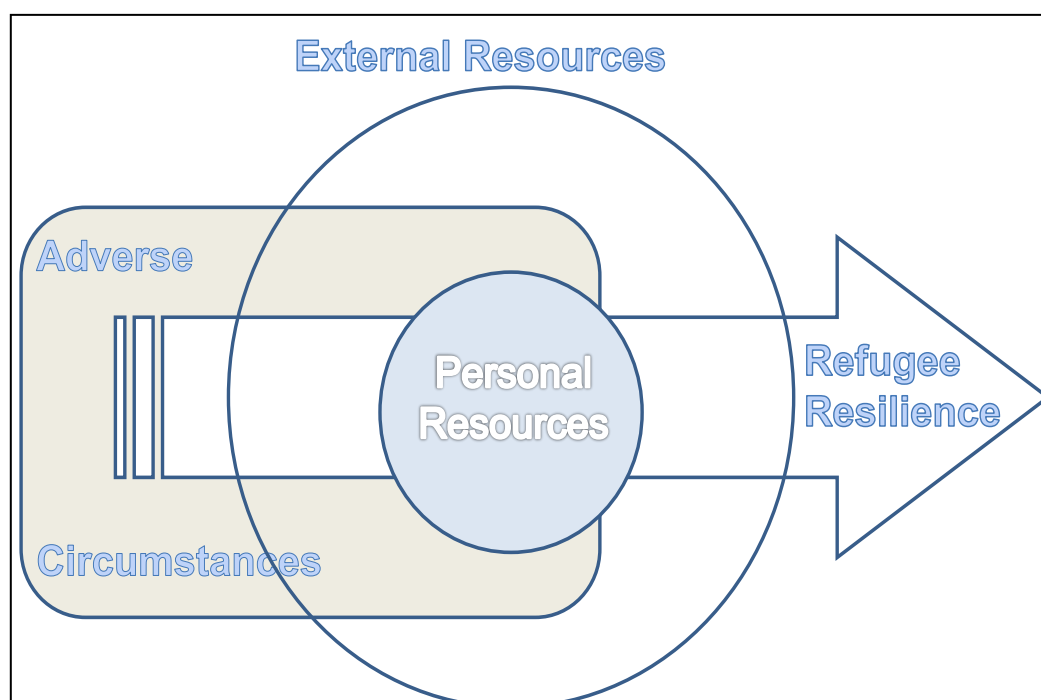 External Resources
Adverse
Personal
Resources
Refugee
Resilience
Circumstances